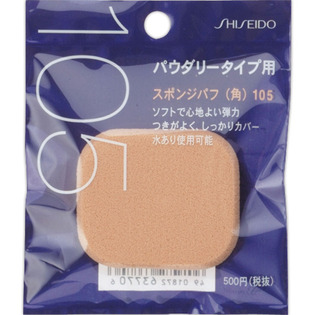 SHISEIDO
105
パウダリータイプ用
スポンジパフ（角）105
ソフトで心地よい弾力
つきがよく、しっかりカバー
水あり使用可能
4901872637706
500円(税抜)